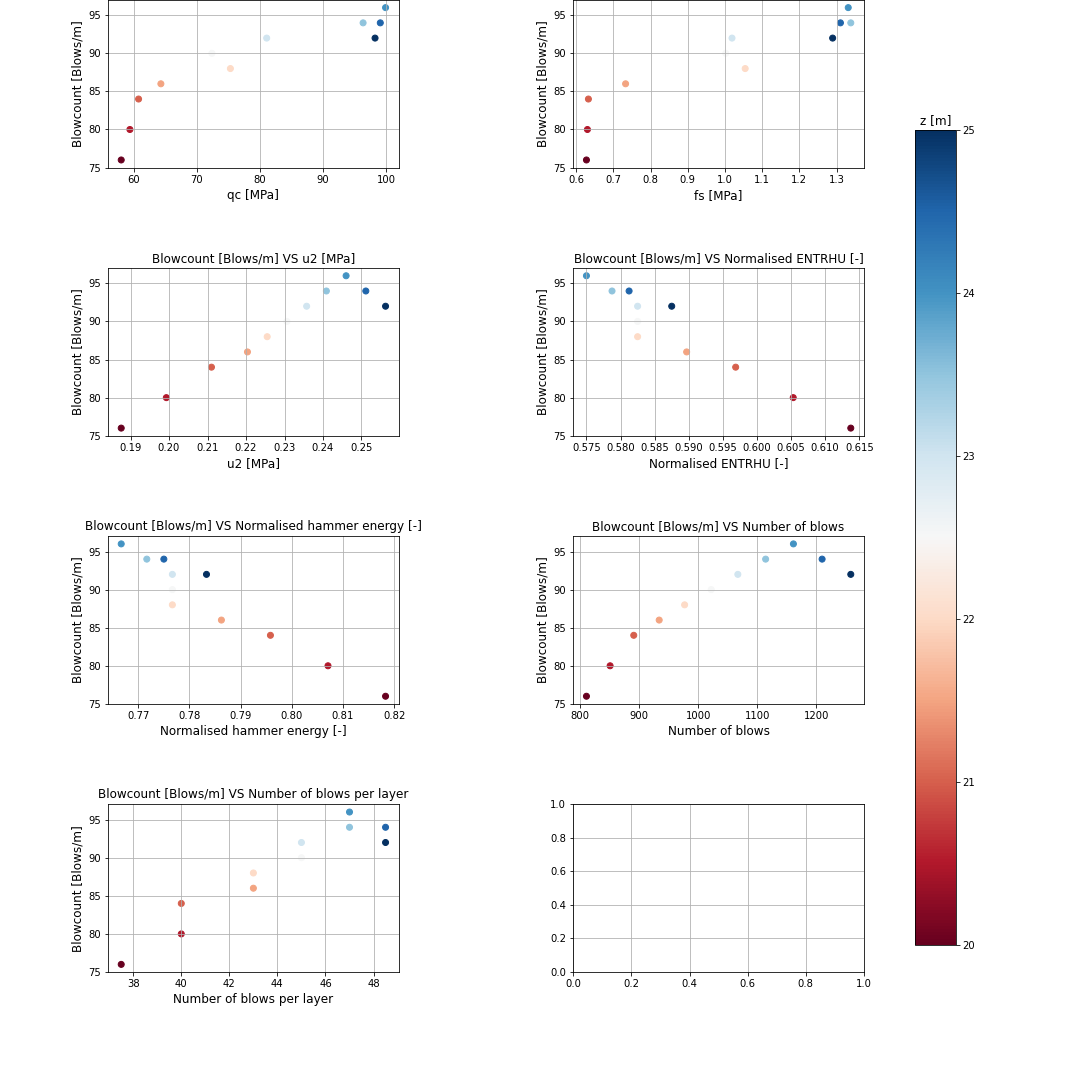 95
90
85
80
75
Blowcount [Blows/m]
60 70 80 90 100
qc [MPa]
95
90
85
80
75
Blowcount [Blows/m]
0.6 0.7 0.8 0.9 1.0 1.1 1.2 1.3
fs [MPa]
z [m]
25
24
23
22
21
20
Blowcount [Blows/m] VS u2 [MPa]
95
90
85
80
75
Blowcount [Blows/m]
0.19 0.20 0.21 0.22 0.23 0.24 0.25
u2 [MPa]
Blowcount [Blows/m] VS Normalised ENTRHU [-]
95
90
85
80
75
Blowcount [Blows/m]
0.575 0.580 0.585 0.590 0.595 0.600 0.605 0.610 0.615
Normalised ENTRHU [-]
Blowcount [Blows/m] VS Normalised hammer energy [-]
95
90
85
80
75
Blowcount [Blows/m]
0.77 0.78 0.79 0.80 0.81 0.82
Normalised hammer energy [-]
Blowcount [Blows/m] VS Number of blows
95
90
85
80
75
Blowcount [Blows/m]
800 900 1000 1100 1200
Number of blows
Blowcount [Blows/m] VS Number of blows per layer
95
90
85
80
75
Blowcount [Blows/m]
38 40 42 44 46 48
Number of blows per layer
1.0
0.8
0.6
0.4
0.2
0.0
0.0 0.2 0.4 0.6 0.8 1.0